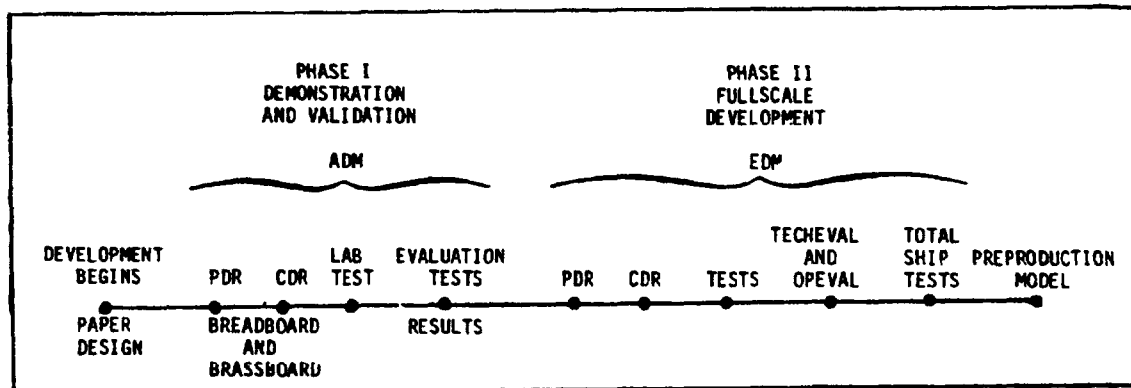 PHASE I
DEMONSTRATION
AND VALIDATION
ADM
PHASE II
FULLSCALE
DEVELOPMENT
EDM
DEVELOPMENT
BEGINS
PDR
CDR
LAB
TEST
EVALUATION
TESTS
PDR
CDR
TESTS
TECHEVAL
AND
OPEVAL
TOTAL
SHIP
TESTS
PREPRODUCTION
MODEL
PAPER
DESIGN
BREADBOARD
AND
BRASSBOARD
RESULTS